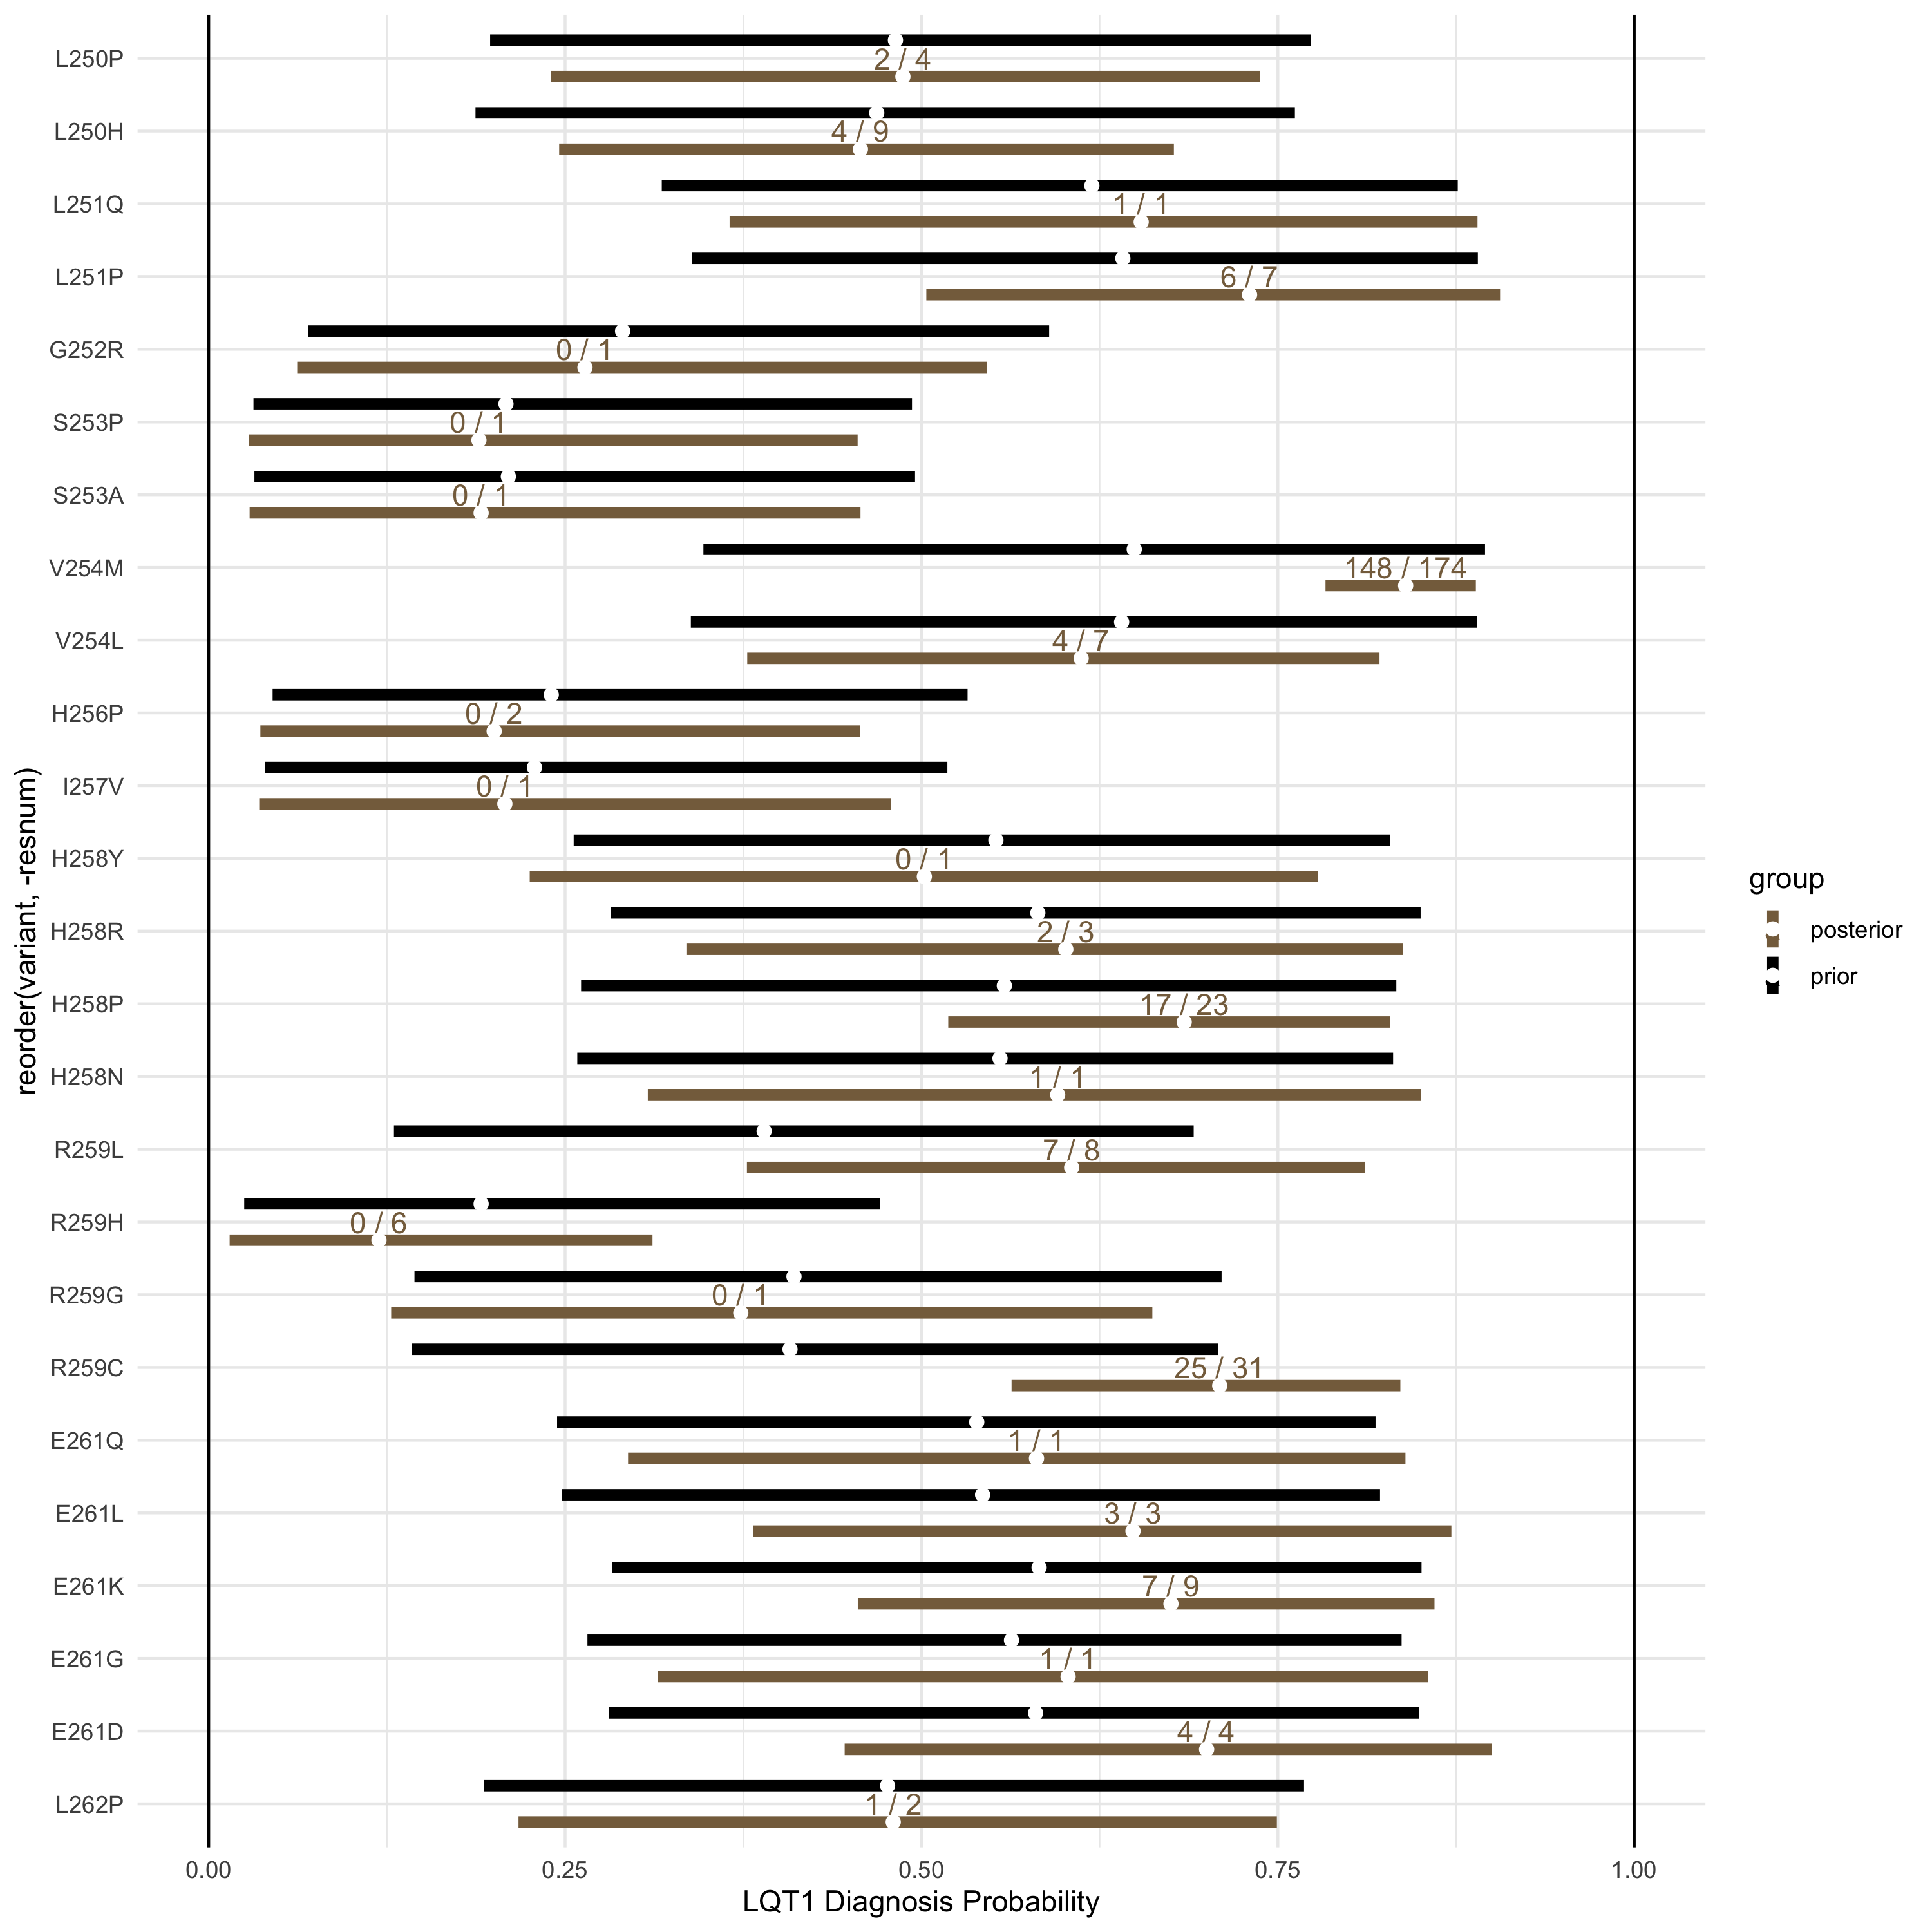 L250P
2 / 4
L250H
4 / 9
L251Q
1 / 1
L251P
6 / 7
G252R
0 / 1
S253P
0 / 1
S253A
0 / 1
V254M
148 / 174
V254L
4 / 7
H256P
0 / 2
I257V
0 / 1
H258Y
0 / 1
H258R
2 / 3
H258P
17 / 23
H258N
1 / 1
R259L
7 / 8
R259H
0 / 6
R259G
0 / 1
R259C
25 / 31
E261Q
1 / 1
E261L
3 / 3
E261K
7 / 9
E261G
1 / 1
E261D
4 / 4
L262P
1 / 2
0.00 0.25 0.50 0.75 1.00
LQT1 Diagnosis Probability
reorder(variant, -resnum)
group
posterior
prior